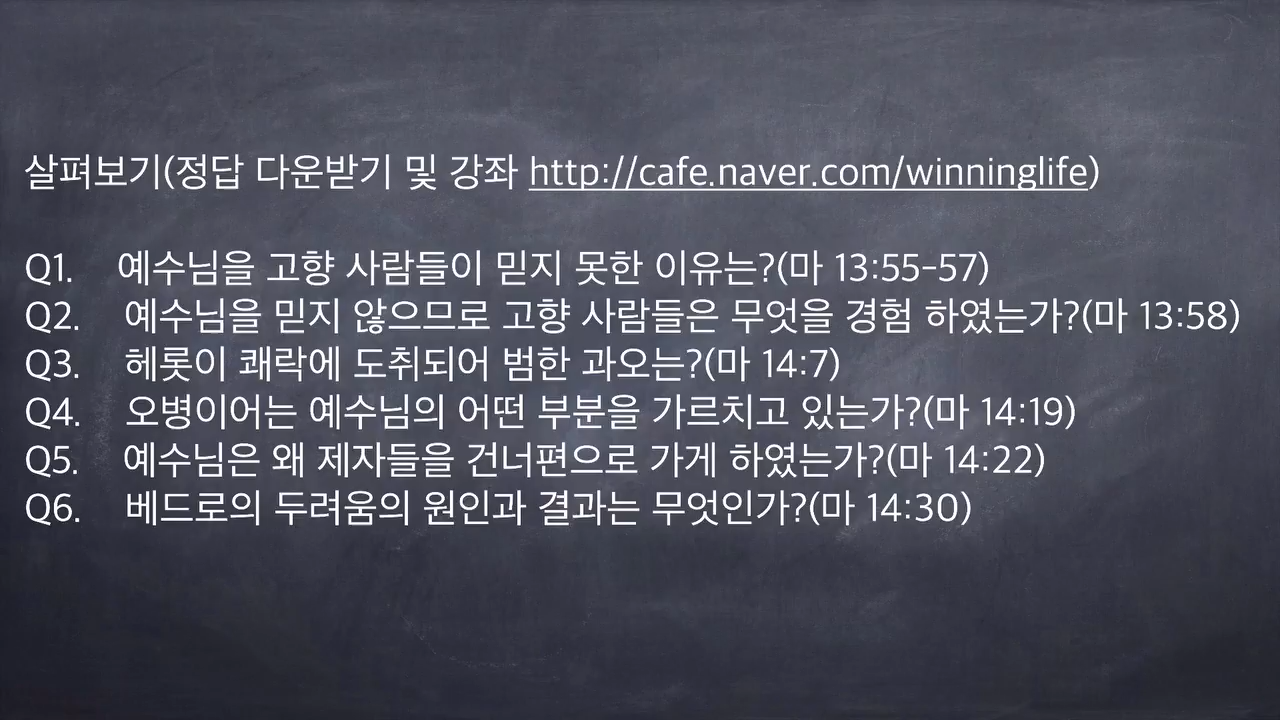 살펴보기(정답 다운받기 및 강좌 http://cafe.naver.com/winninglife)
Q1. 예수님을 고향 사람들이 믿지 못한 이유는?(마 13:55-57)
Q2. 예수님을 믿지 않으므로 고향 사람들은 무엇을 경험 하였는가?(마 13:58)
Q3. 헤롯이 쾌락에 도취되어 범한 과오는?(마 14:7)
Q4. 오병이어는 예수님의 어떤 부분을 가르치고 있는가?(마 14:19)
Q5. 예수님은 왜 제자들을 건너편으로 가게 하였는가?(마 14:22)
Q6. 베드로의 두려움의 원인과 결과는 무엇인가?(마 14:30)